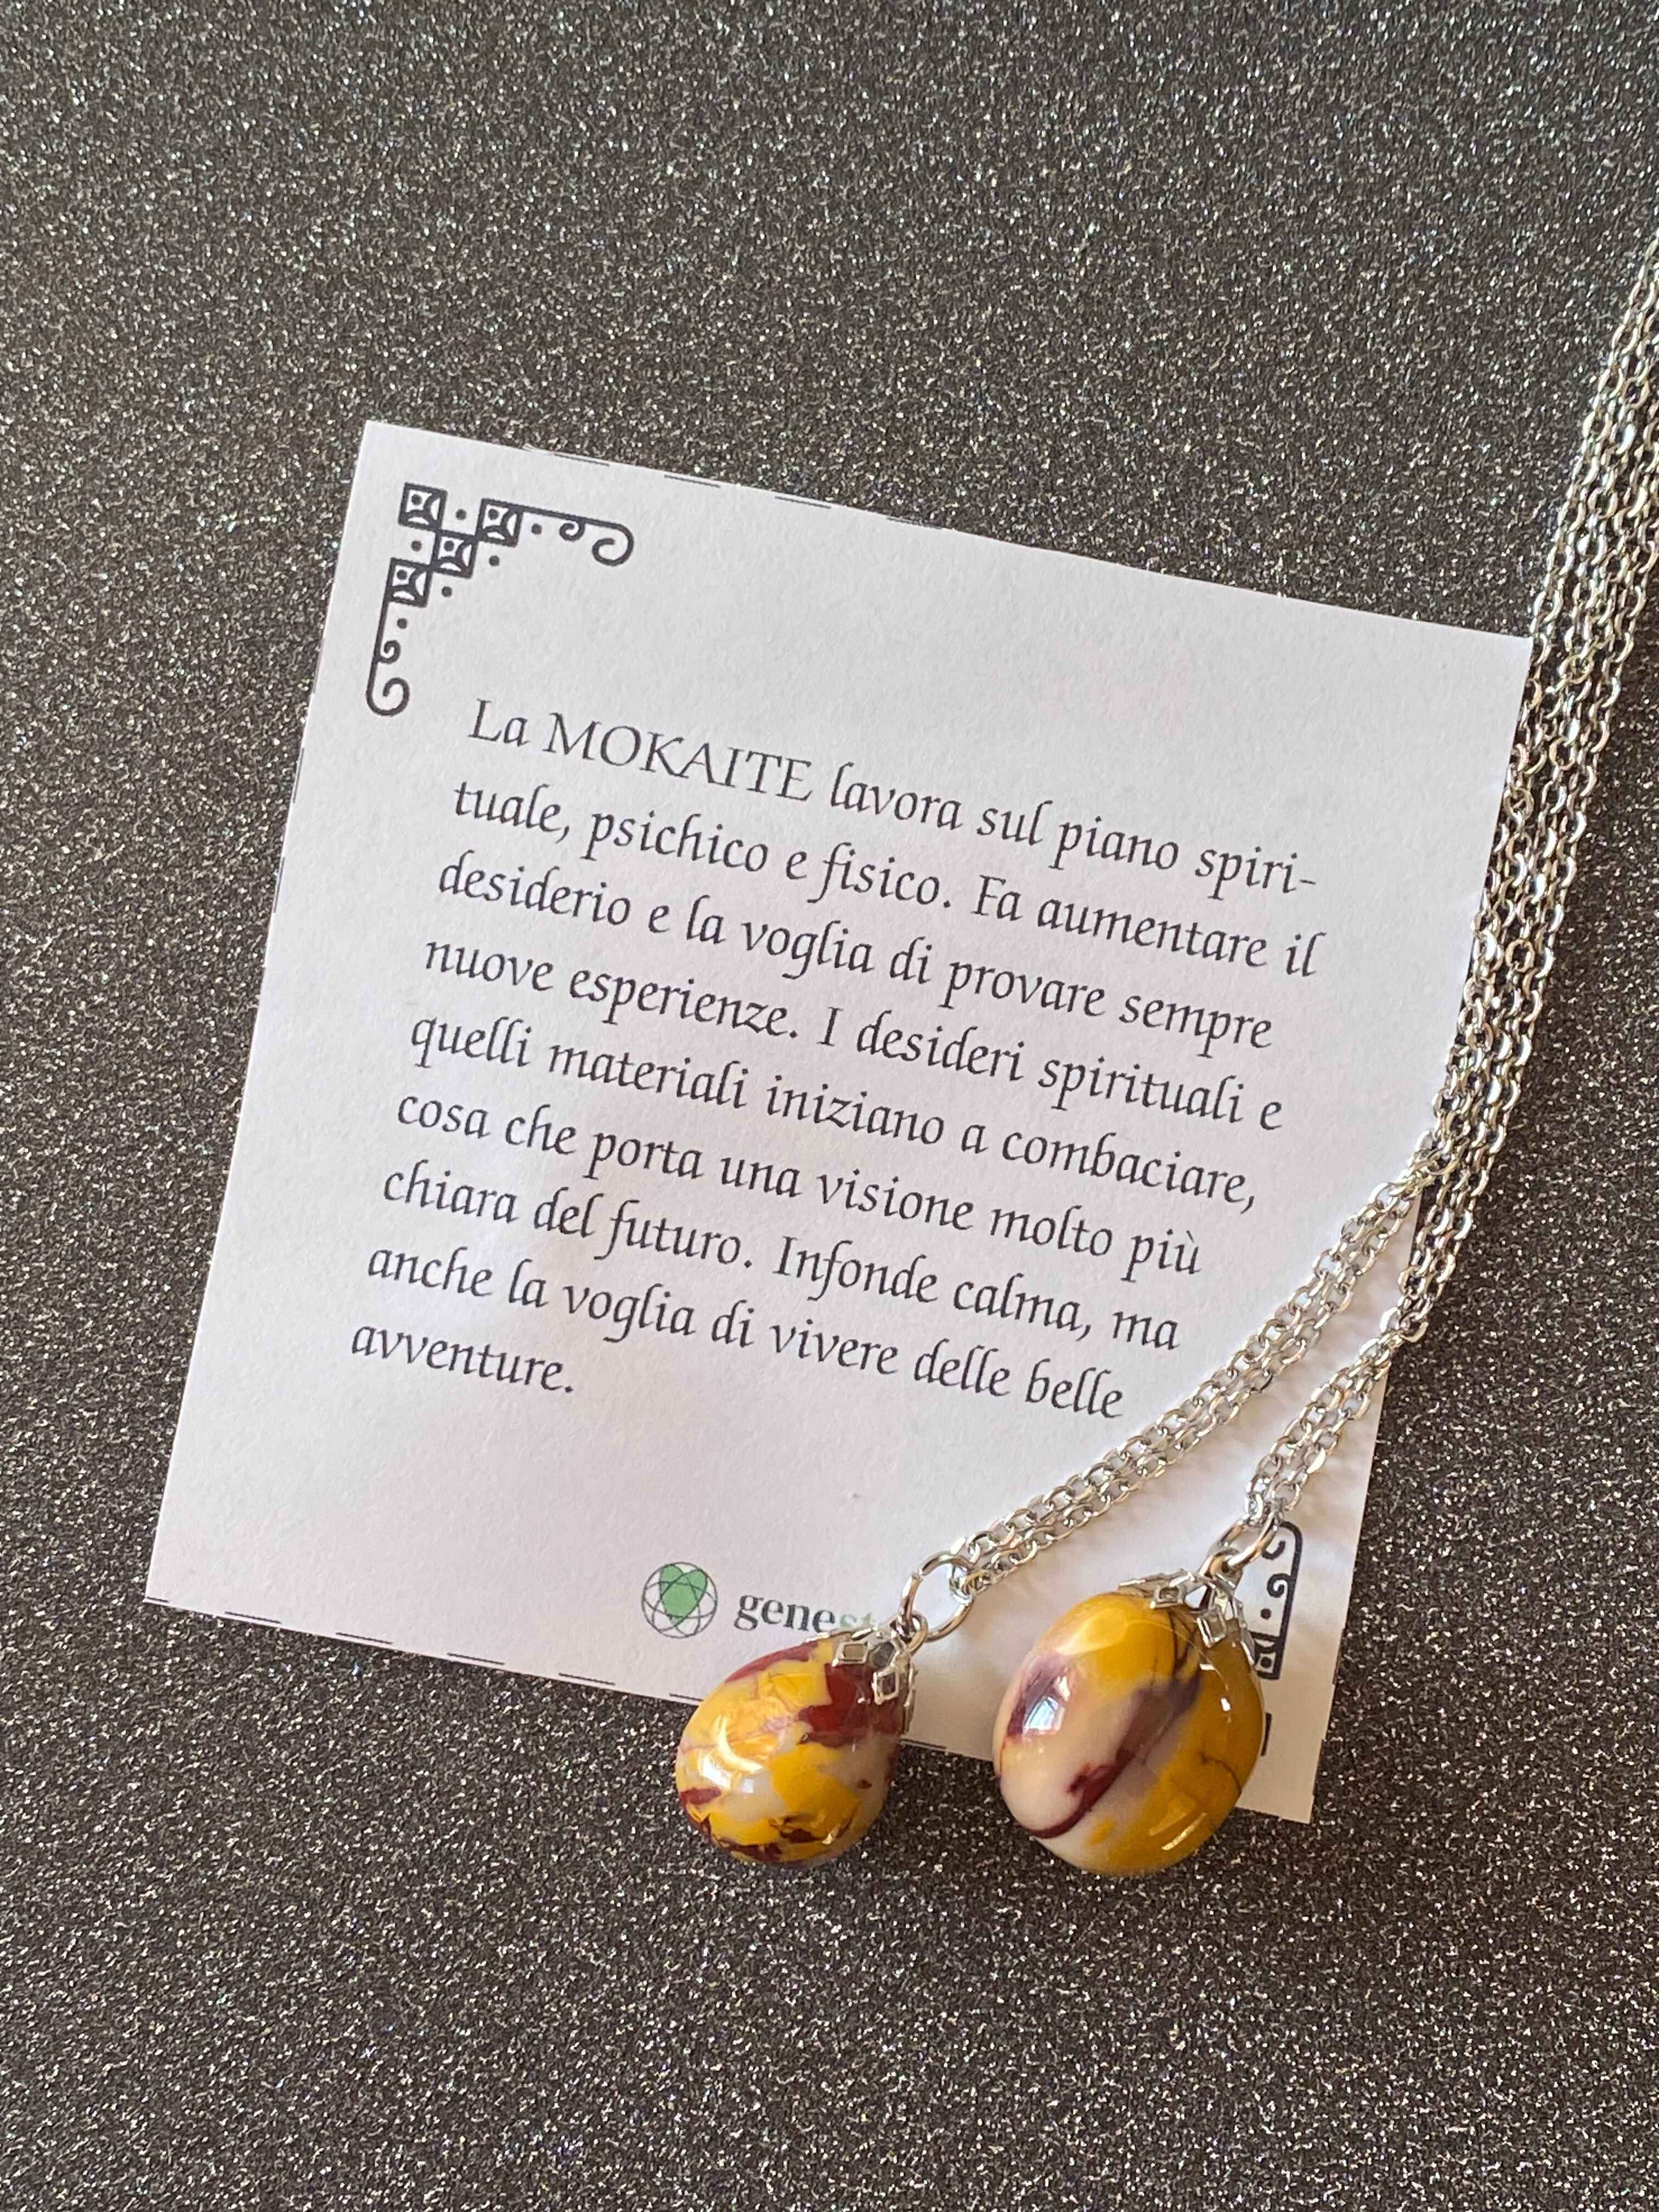 La MOKAITE lavora sul piano spiri-
tuale, psichico e fisico. Fa aumentare il
desiderio e la voglia di provare sempre
nuove esperienze. I desideri spirituali e
quelli materiali iniziano a combaciare,
cosa che porta una visione molto più
chiara del futuro. Infonde calma, ma
anche la voglia di vivere delle belle
avventure.